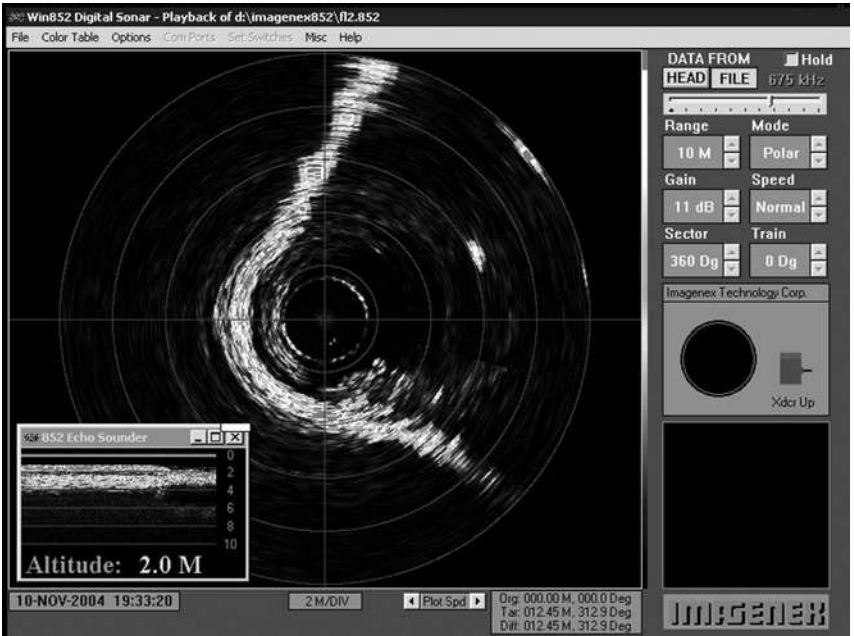 Win852 Digital Sonar - Playback of d:\imagenex852\fl2.852
File Color Table Options Com Ports Set Switches Misc Help
DATA FROM Hold
HEAD FILE 675 kHz
Range Mode
10 M Polar
Gain Speed
11 dB Normal
Sector Train
360 Dg 0 Dg
Imagenex Technology Corp.
Xdcr Up
852 Echo Sounder
0
2
4
6
8
10
Altitude: 2.0 M
10-NOV-2004 19:33:20
2 M/DIV
Plot Spd
Org: 000.00 M, 000.0 Deg
Tar: 012.45 M, 312.9 Deg
Diff: 012.45 M, 312.9 Deg
IMAGENEX